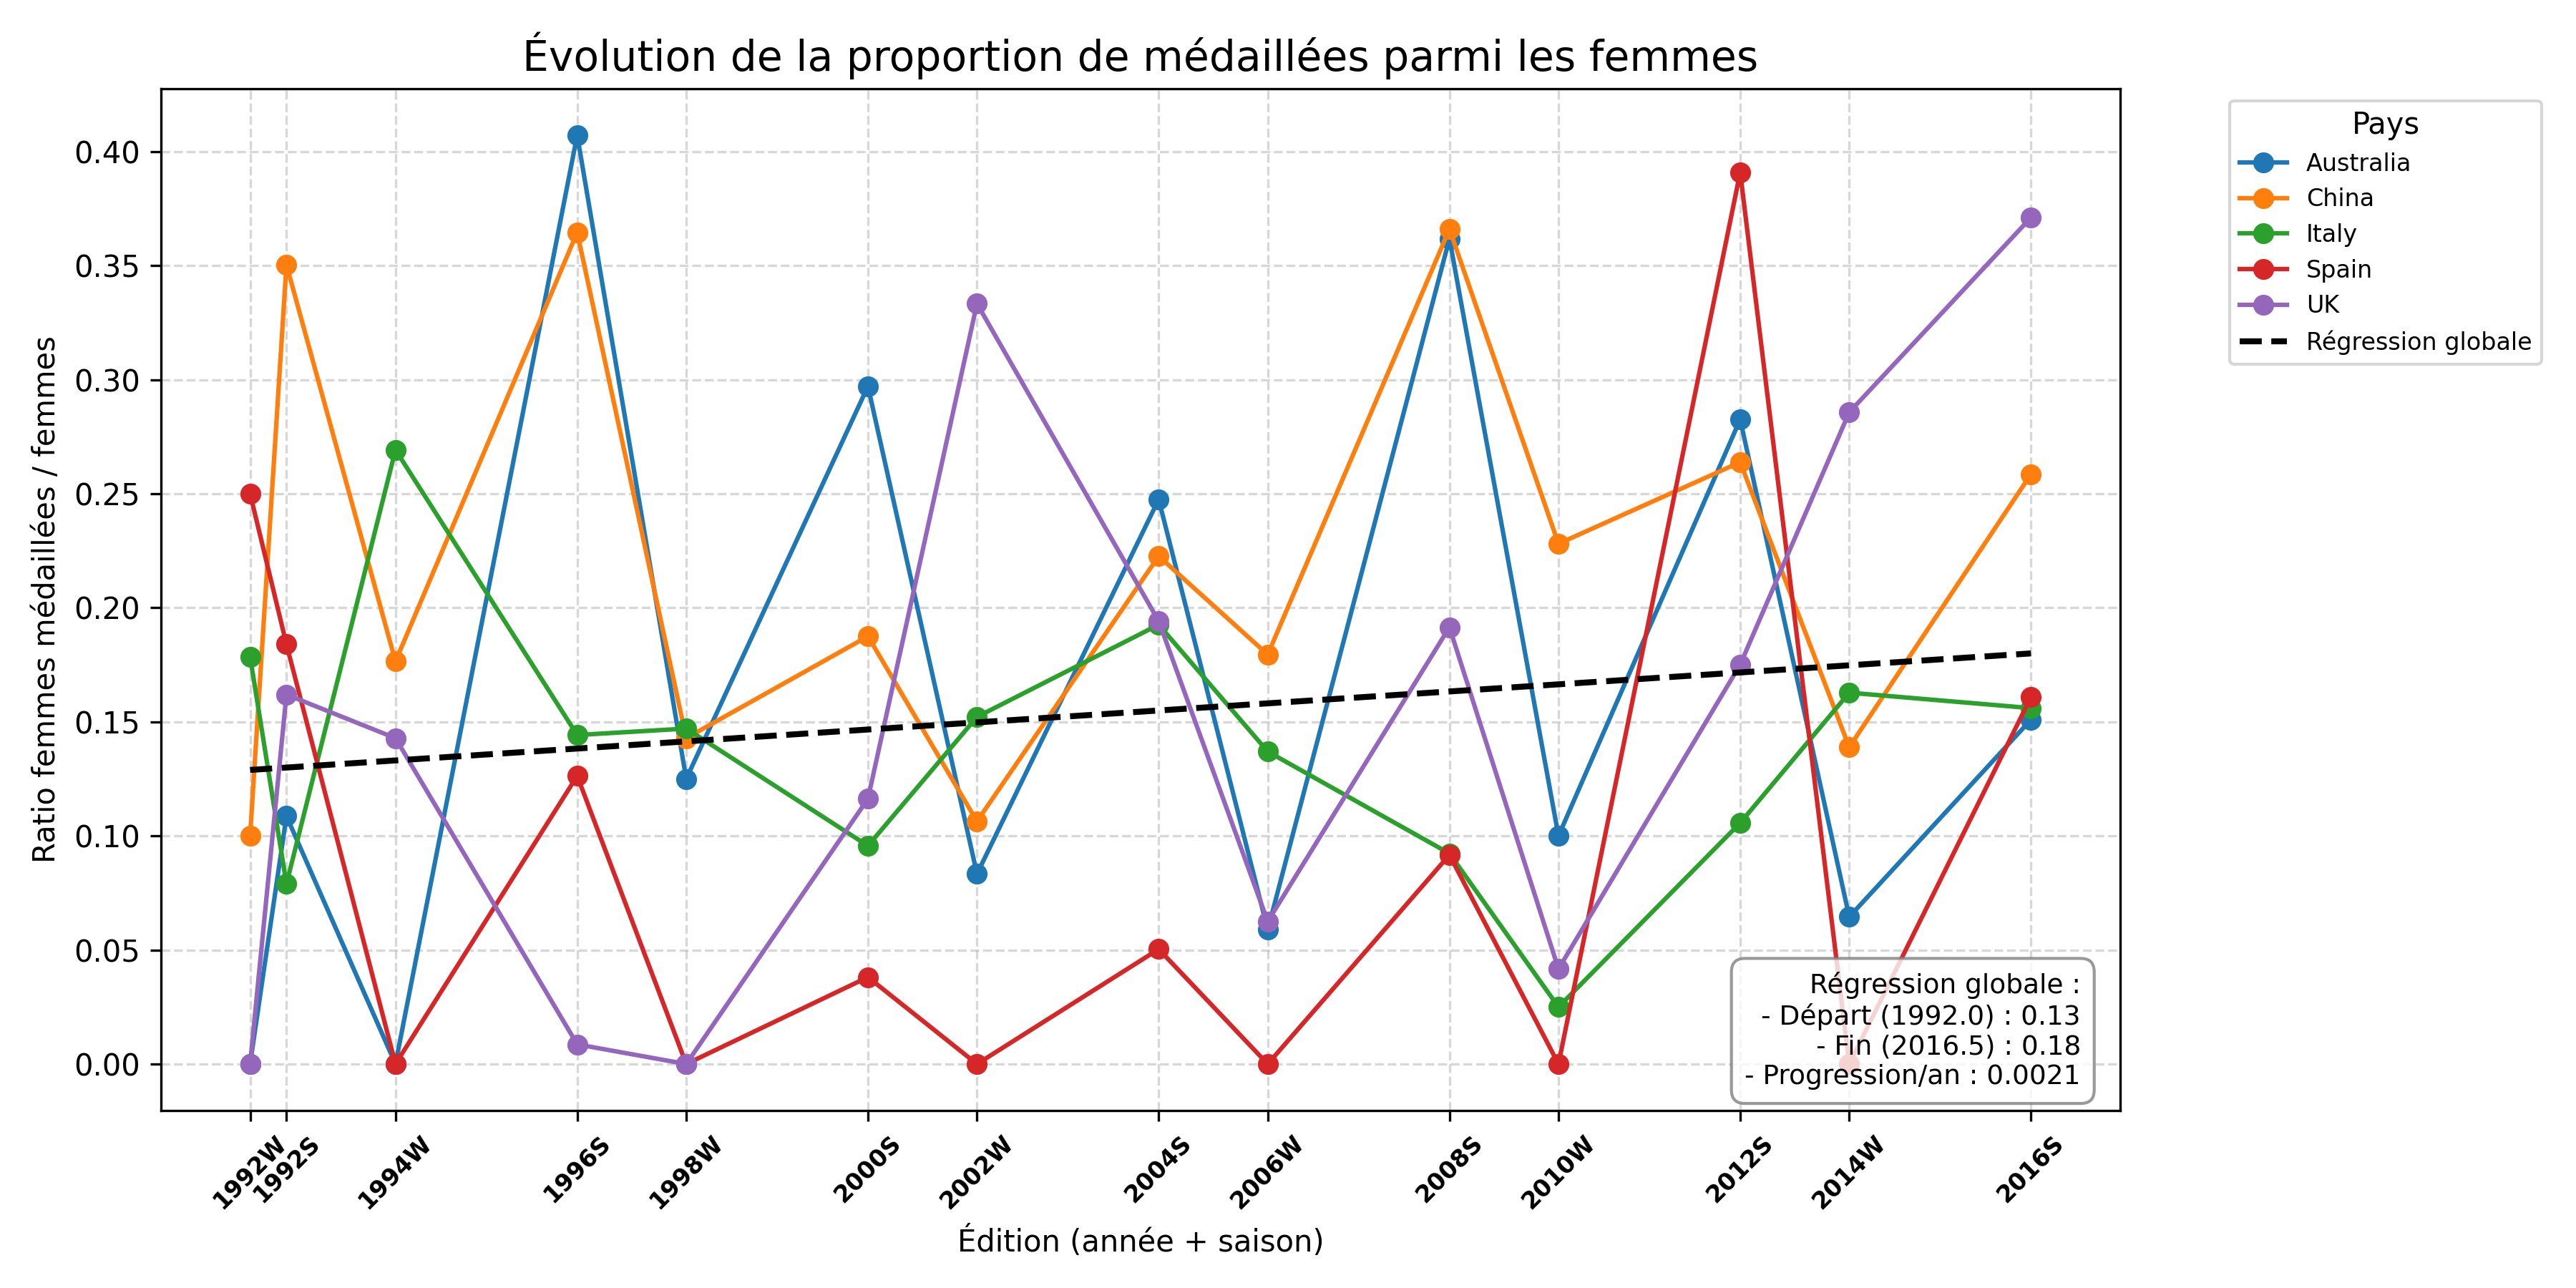 Évolution de la proportion de médaillées parmi les femmes
Ratio femmes médaillées / femmes
0.40
0.35
0.30
0.25
0.20
0.15
0.10
0.05
0.00
1992W
1992S
1994W
1996S
1998W
2000S
2002W
2004S
2006W
2008S
2010W
2012S
2014W
2016S
Édition (année + saison)
Pays
Australia
China
Italy
Spain
UK
Régression globale
Régression globale :
- Départ (1992.0) : 0.13
- Fin (2016.5) : 0.18
- Progression/an : 0.0021